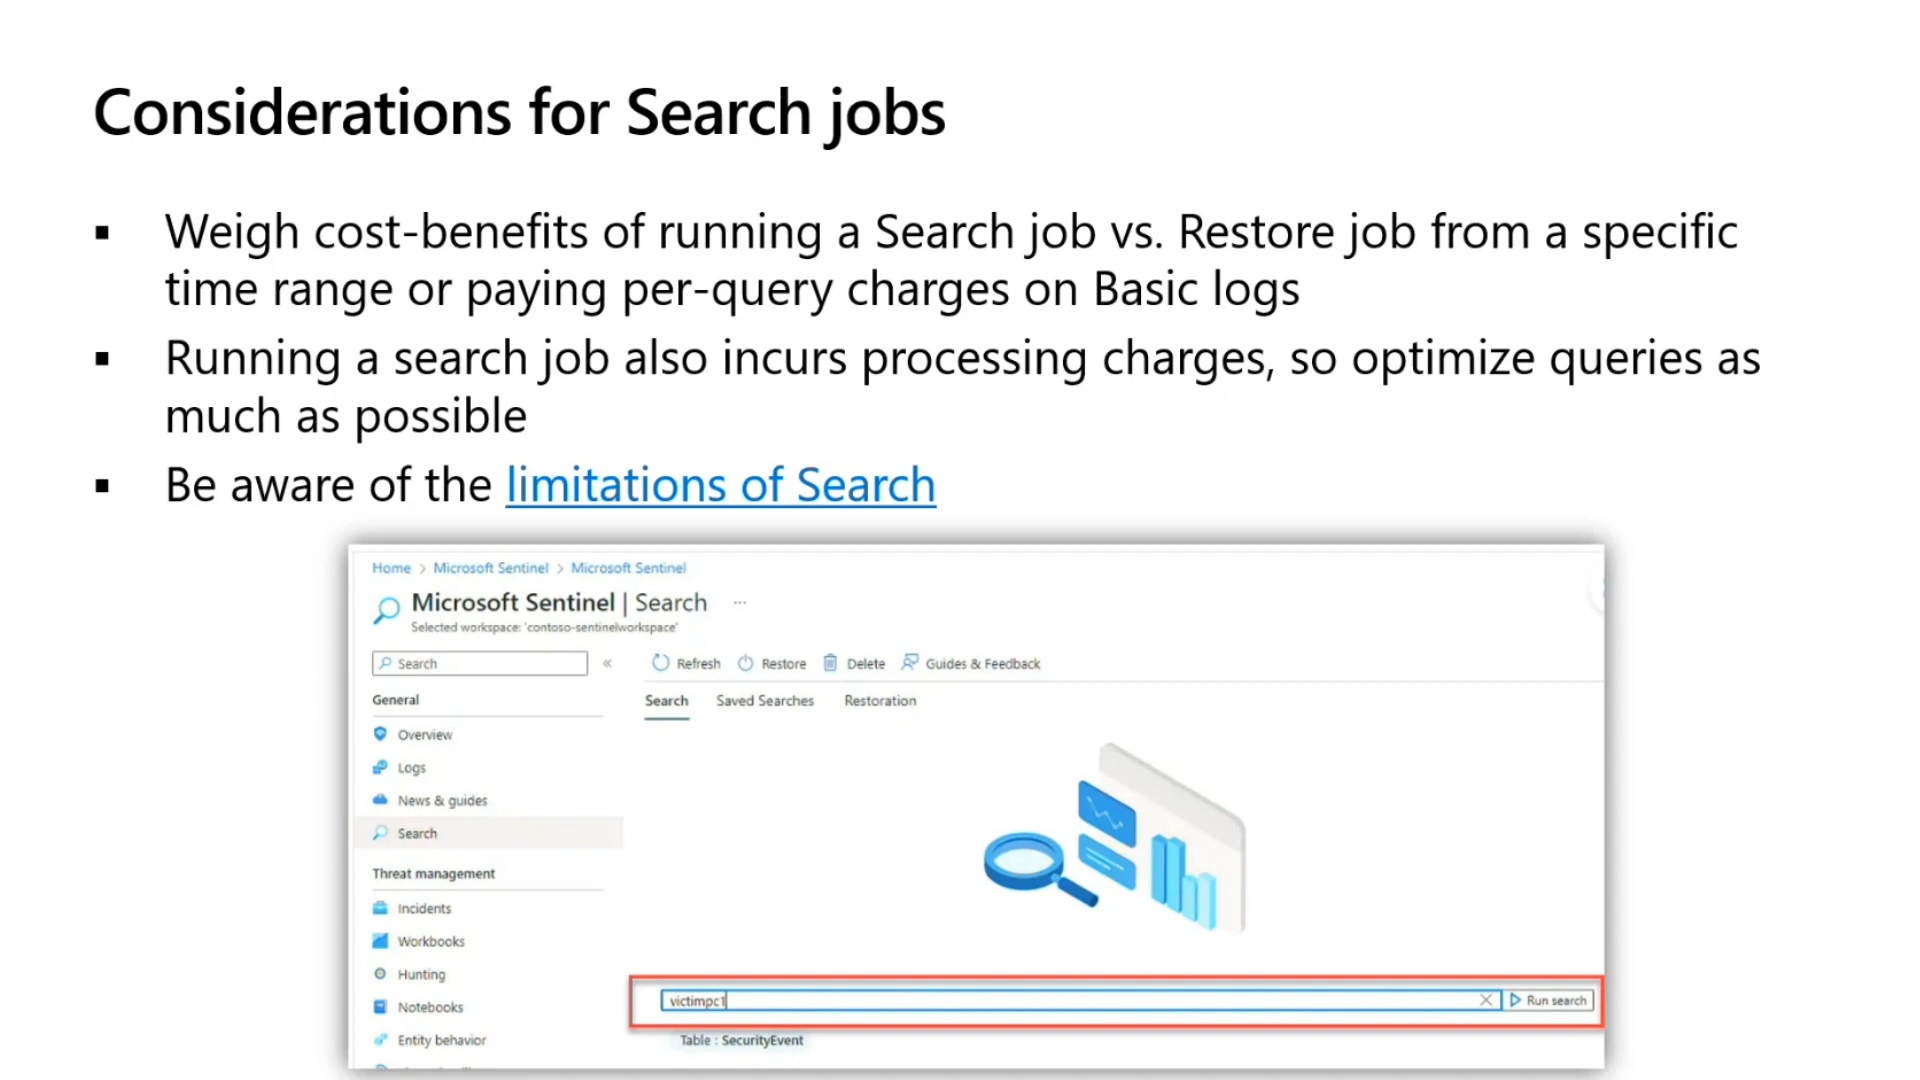 Considerations for Search jobs
▪ Weigh cost-benefits of running a Search job vs. Restore job from a specific
time range or paying per-query charges on Basic logs
▪ Running a search job also incurs processing charges, so optimize queries as
much as possible
▪ Be aware of the limitations of Search
Home > Microsoft Sentinel > Microsoft Sentinel
Microsoft Sentinel | Search ...
Selected workspace: 'contoso-sentinelworkspace'
Search «
Refresh Restore Delete Guides & Feedback
General
Search Saved Searches Restoration
Overview
Logs
News & guides
Search
Threat management
Incidents
Workbooks
Hunting
Notebooks
Entity behavior
victimpc1
Run search
Table : SecurityEvent